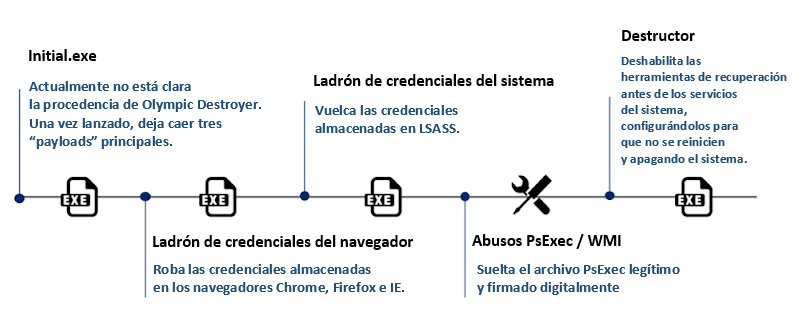 Initial.exe
Actualmente no está clara
la procedencia de Olympic Destroyer.
Una vez lanzado, deja caer tres
“payloads” principales.
EXE
Ladrón de credenciales del navegador
Roba las credenciales almacenadas
en los navegadores Chrome, Firefox e IE.
EXE
Ladrón de credenciales del sistema
Vuelca las credenciales
almacenadas en LSASS.
EXE
Abusos PsExec / WMI
Suelta el archivo PsExec legítimo
y firmado digitalmente
Destructor
Deshabilita las
herramientas de recuperación
antes de los servicios
del sistema,
configurándolos para
que no se reinicien
y apagando el sistema.
EXE